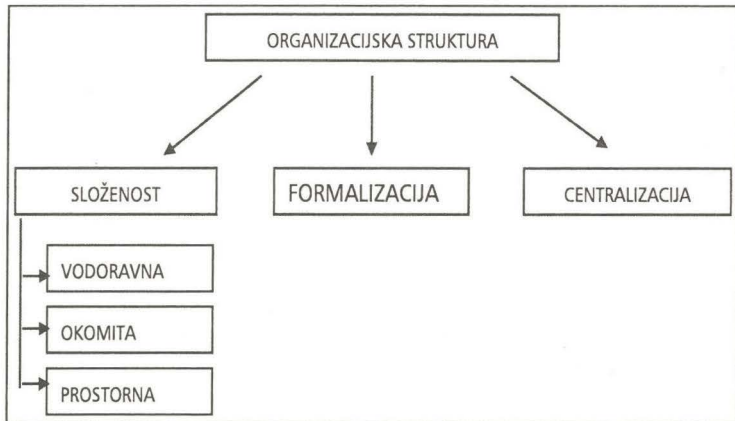 ORGANIZACIJSKA STRUKTURA
SLOŽENOST
FORMALIZACIJA
CENTRALIZACIJA
VODORAVNA
OKOMITA
PROSTORNA